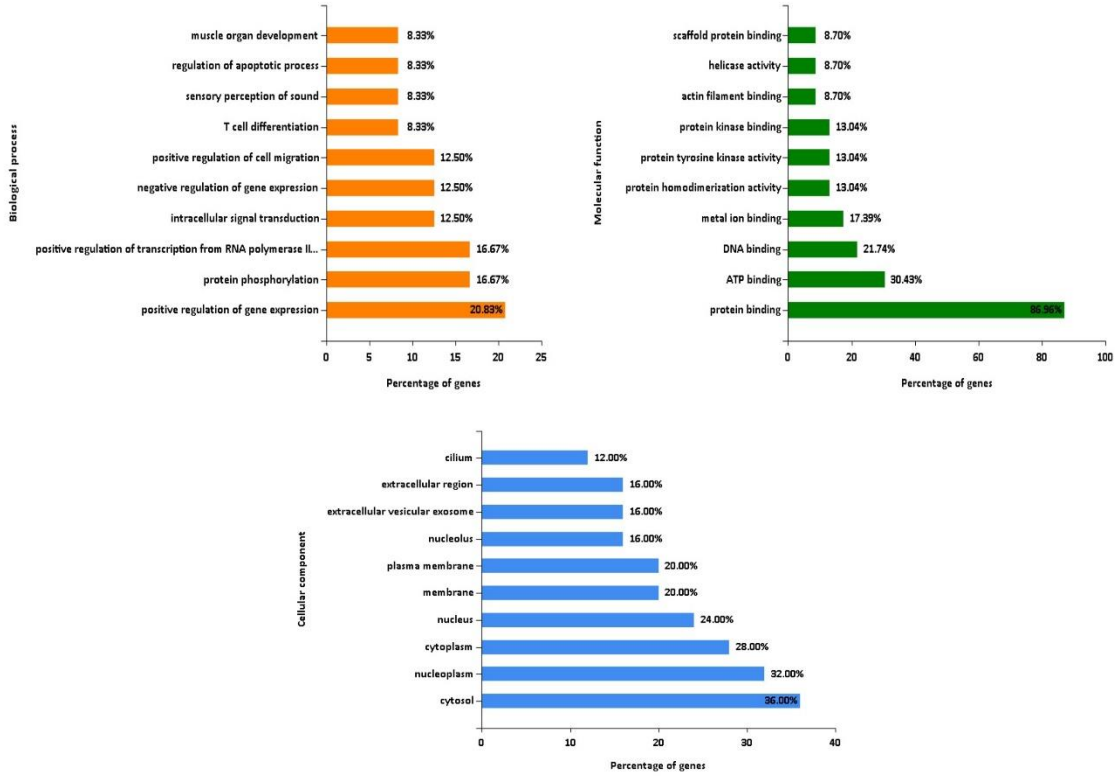 Biological process
muscle organ development 8.33%
regulation of apoptotic process 8.33%
sensory perception of sound 8.33%
T cell differentiation 8.33%
positive regulation of cell migration 12.50%
negative regulation of gene expression 12.50%
intracellular signal transduction 12.50%
positive regulation of transcription from RNA polymerase II... 16.67%
protein phosphorylation 16.67%
positive regulation of gene expression 20.83%
0 5 10 15 20 25
Percentage of genes
Molecular function
scaffold protein binding 8.70%
helicase activity 8.70%
actin filament binding 8.70%
protein kinase binding 13.04%
protein tyrosine kinase activity 13.04%
protein homodimerization activity 13.04%
metal ion binding 17.39%
DNA binding 21.74%
ATP binding 30.43%
protein binding 86.96%
0 20 40 60 80 100
Percentage of genes
Cellular component
cilium 12.00%
extracellular region 16.00%
extracellular vesicular exosome 16.00%
nucleolus 16.00%
plasma membrane 20.00%
membrane 20.00%
nucleus 24.00%
cytoplasm 28.00%
nucleoplasm 32.00%
cytosol 36.00%
0 10 20 30 40
Percentage of genes